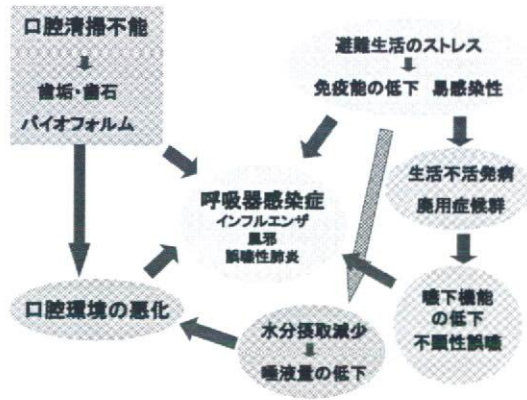 口腔清掃不能
歯垢・歯石
バイオフォルム
避難生活のストレス
免疫能の低下 易感染性
生活不活発病
廃用症候群
呼吸器感染症
インフルエンザ
風邪
誤嚥性肺炎
嚥下機能
の低下
不顕性誤嚥
口腔環境の悪化
水分摂取減少
唾液量の低下